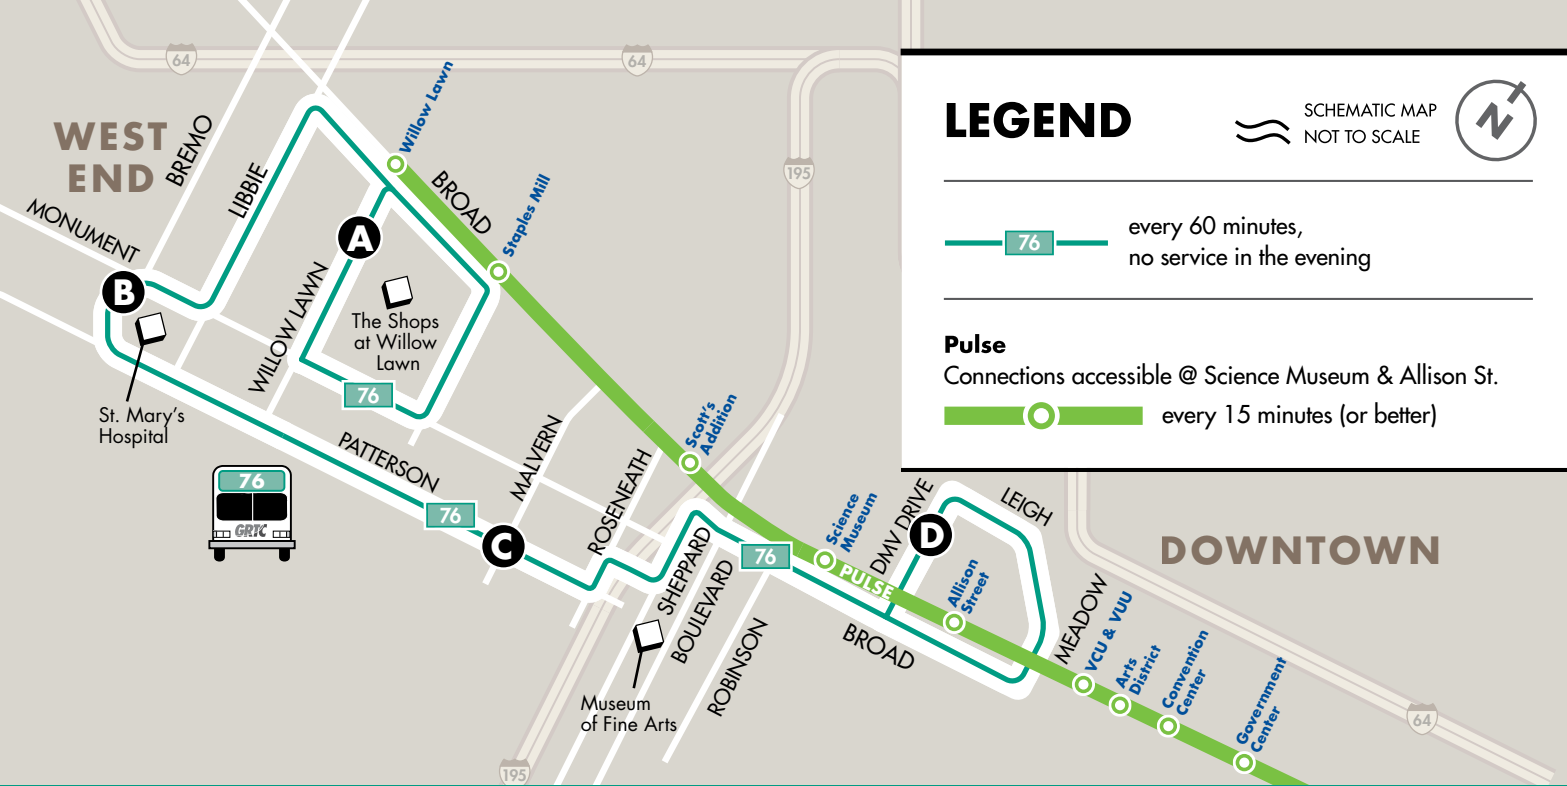 64
64
Willow Lawn
WEST
END
BREMO
LIBBIE
BROAD
Staples Mill
195
MONUMENT
A
B
WILLOW LAWN
The Shops
at Willow
Lawn
76
St. Mary's
Hospital
PATTERSON
76
76
GRTC
C
MALVERN
ROSENEATH
Scott's
Addition
SHEPPARD
BOULEVARD
ROBINSON
76
Museum
of Fine Arts
195
Science
Museum
PULSE
DMV DRIVE
D
LEIGH
Allison
Street
BROAD
MEADOW
VCU & VUU
Arts
District
Convention
Center
Government
Center
DOWNTOWN
64
LEGEND
SCHEMATIC MAP
NOT TO SCALE
N
76
every 60 minutes,
no service in the evening
Pulse
Connections accessible @ Science Museum & Allison St.
every 15 minutes (or better)